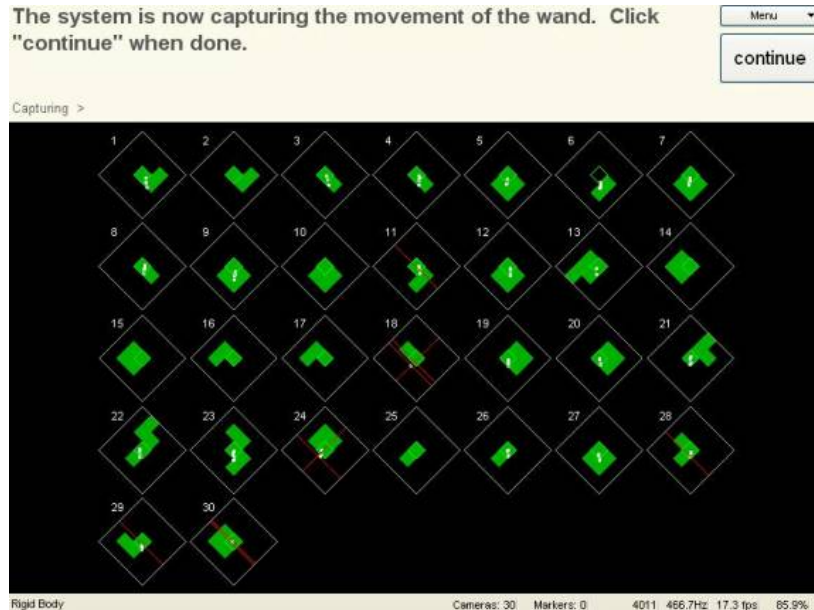 The system is now capturing the movement of the wand.  Click
"continue" when done.
Menu
continue
Capturing >
1 2 3 4 5 6 7
8 9 10 11 12 13 14
15 16 17 18 19 20 21
22 23 24 25 26 27 28
29 30
Rigid Body Cameras: 30 Markers: 0 4011 466.7Hz 17.3 fps 85.9%